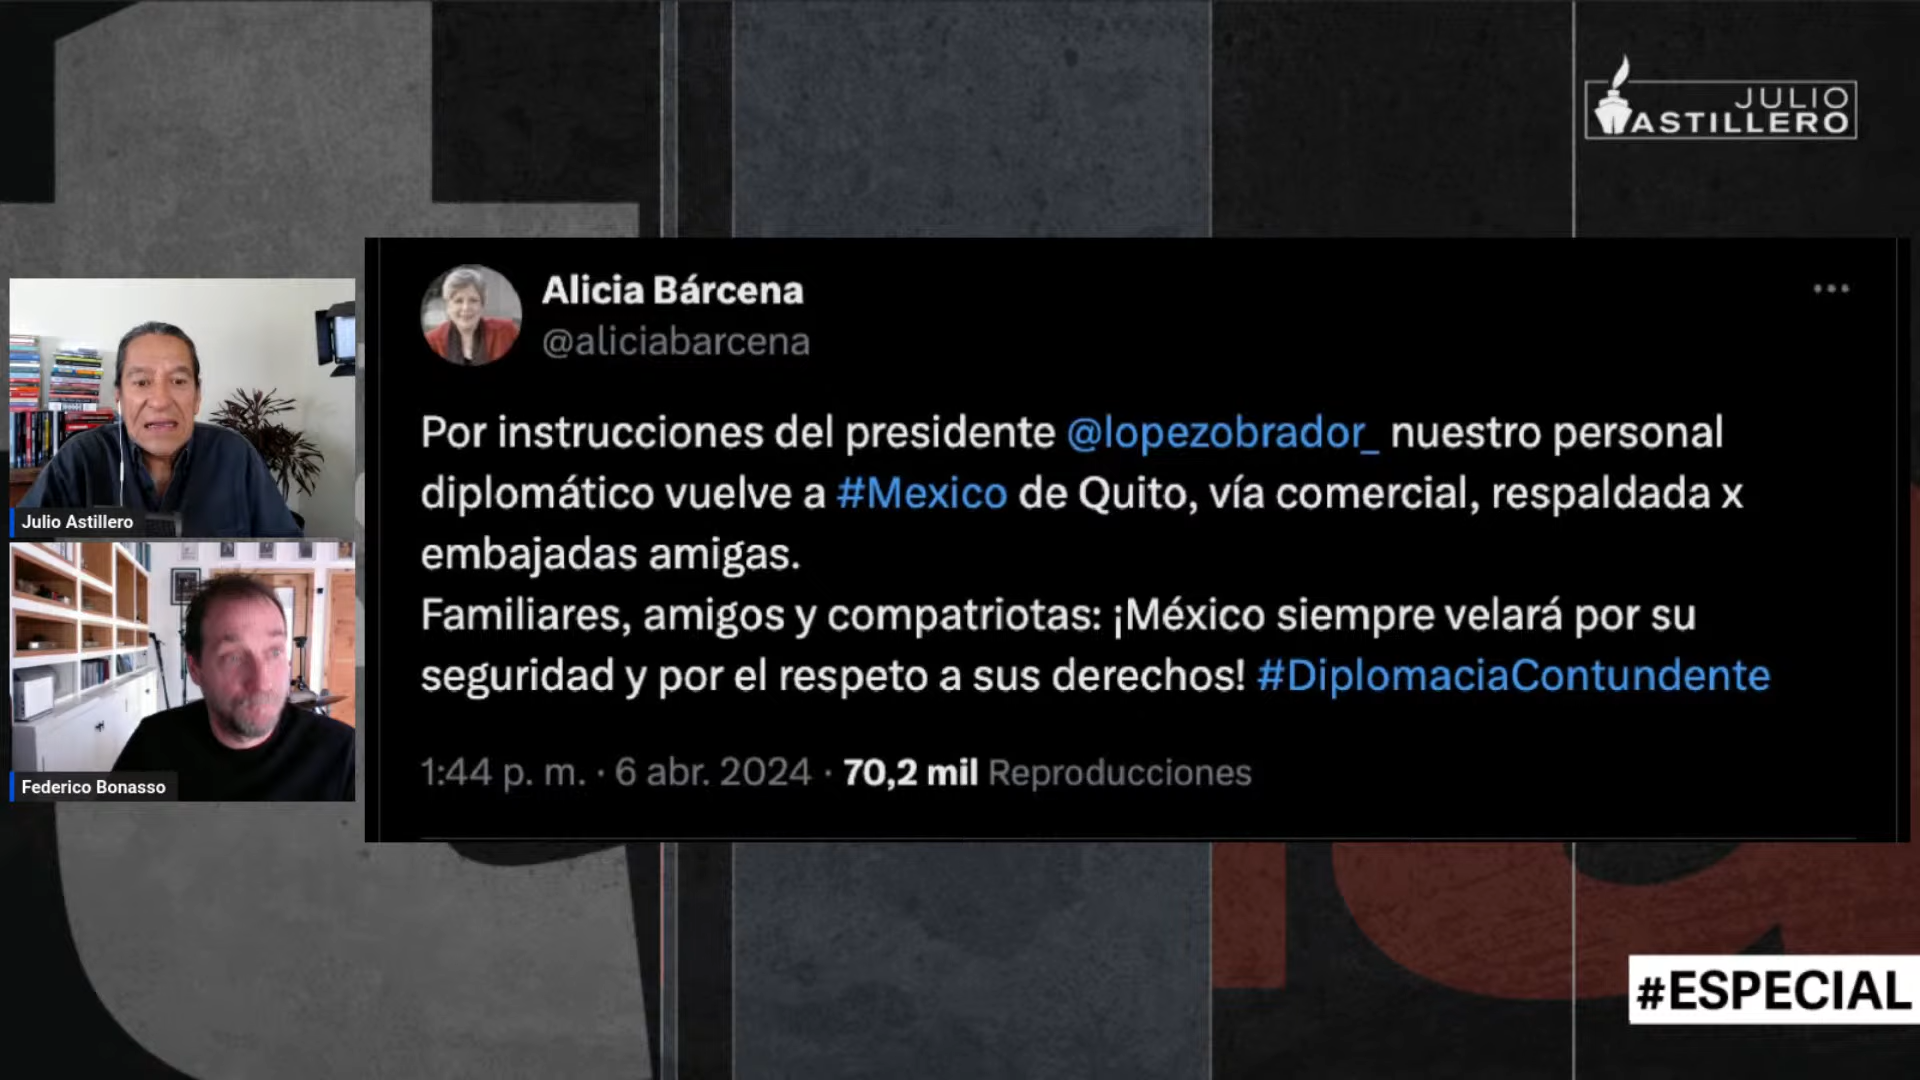 JULIO
ASTILLERO
Alicia Bárcena
@aliciabarcena
Por instrucciones del presidente @lopezobrador_ nuestro personal
diplomático vuelve a #Mexico de Quito, vía comercial, respaldada x
embajadas amigas.
Familiares, amigos y compatriotas: ¡México siempre velará por su
seguridad y por el respeto a sus derechos! #DiplomaciaContundente
1:44 p. m. · 6 abr. 2024 · 70,2 mil Reproducciones
Julio Astillero
Federico Bonasso
#ESPECIAL